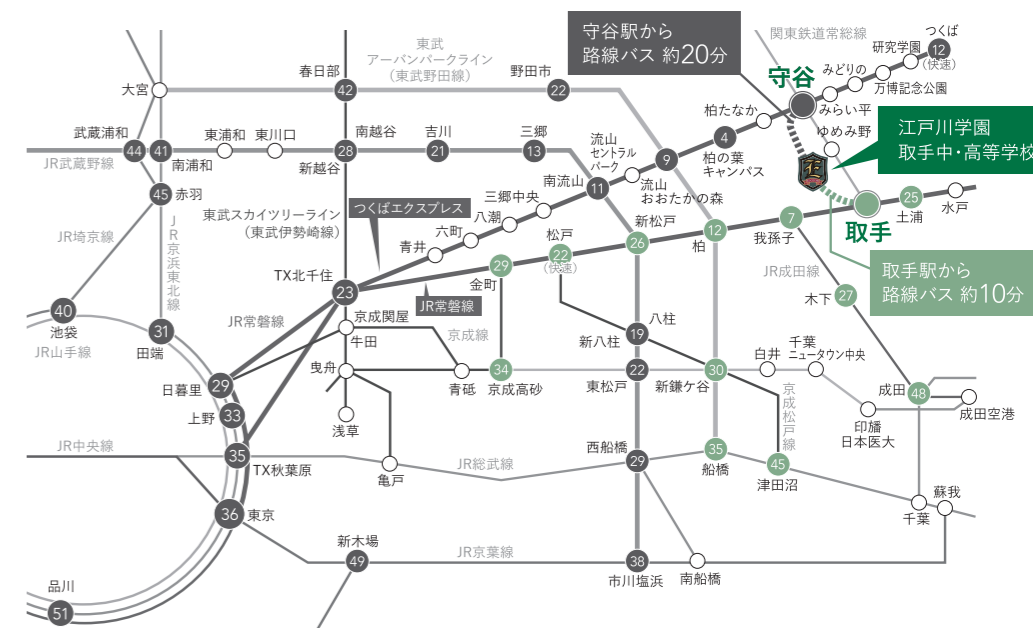 守谷駅から
路線バス 約20分
関東鉄道常総線
つくば
12
(快速)
研究学園
万博記念公園
みどりの
みらい平
守谷
ゆめみ野
江戸川学園
取手中・高等学校
東武
アーバンパークライン
(東武野田線)
春日部
42
野田市
22
大宮
武蔵浦和
44
41
南浦和
東浦和
東川口
南越谷
28
新越谷
吉川
21
三郷
13
JR武蔵野線
流山
セントラル
パーク
柏たなか
4
柏の葉
キャンパス
9
流山
おおたかの森
南流山
11
45
赤羽
JR埼京線
JR京浜東北線
東武スカイツリーライン
(東武伊勢崎線)
つくばエクスプレス
三郷中央
八潮
六町
青井
TX北千住
23
JR常磐線
JR常磐線
29
金町
松戸
22
(快速)
新松戸
26
12
柏
7
我孫子
取手
25
土浦
水戸
取手駅から
路線バス 約10分
JR成田線
27
木下
40
池袋
JR山手線
31
田端
京成関屋
牛田
京成線
曳舟
浅草
青砥
34
京成高砂
八柱
19
新八柱
22
東松戸
30
新鎌ケ谷
白井
千葉
ニュータウン中央
京成松戸線
印旛
日本医大
成田
48
成田空港
日暮里
29
上野
33
JR中央線
35
TX秋葉原
JR総武線
亀戸
西船橋
29
35
船橋
45
津田沼
千葉
蘇我
36
東京
新木場
49
JR京葉線
38
市川塩浜
南船橋
品川
51